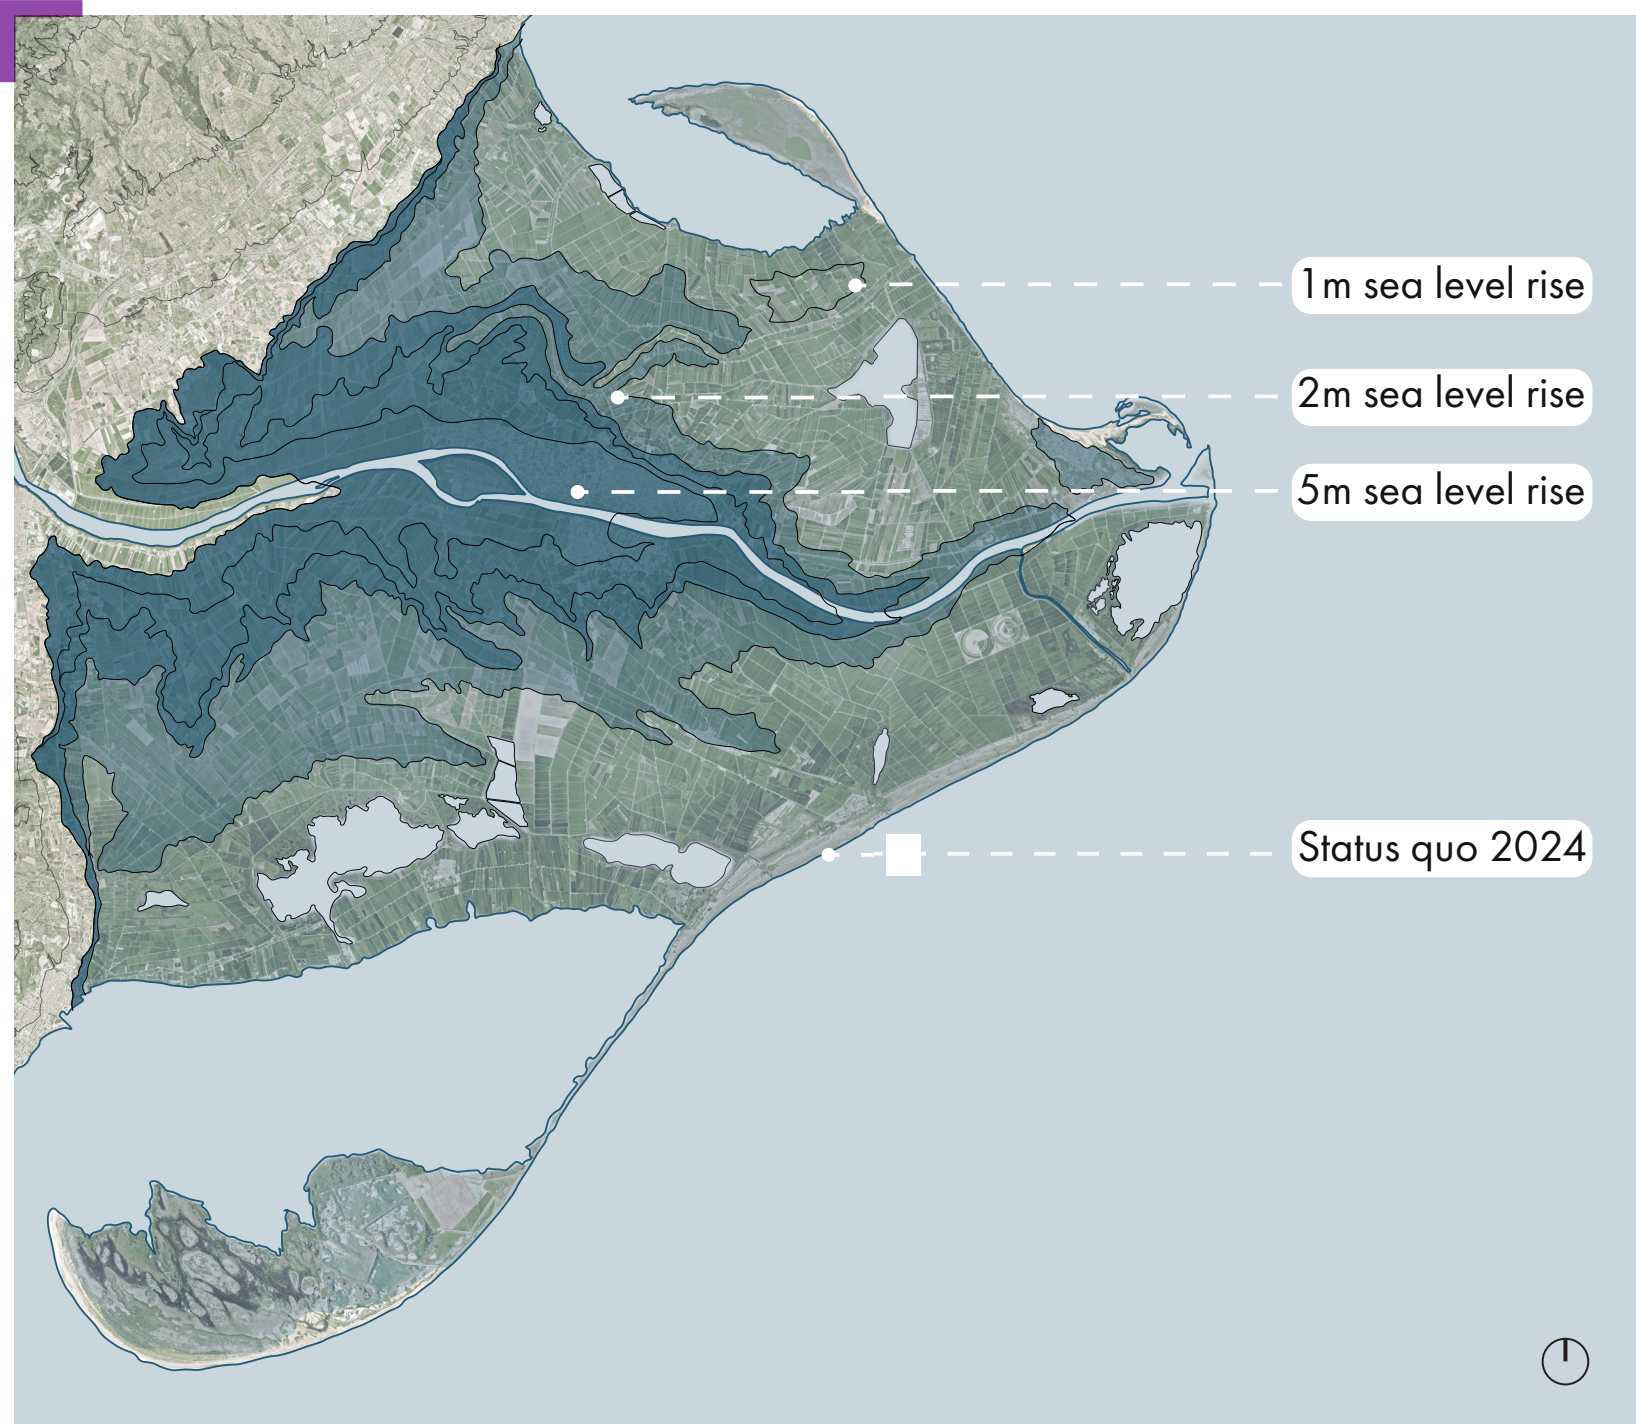 1m sea level rise
2m sea level rise
5m sea level rise
Status quo 2024